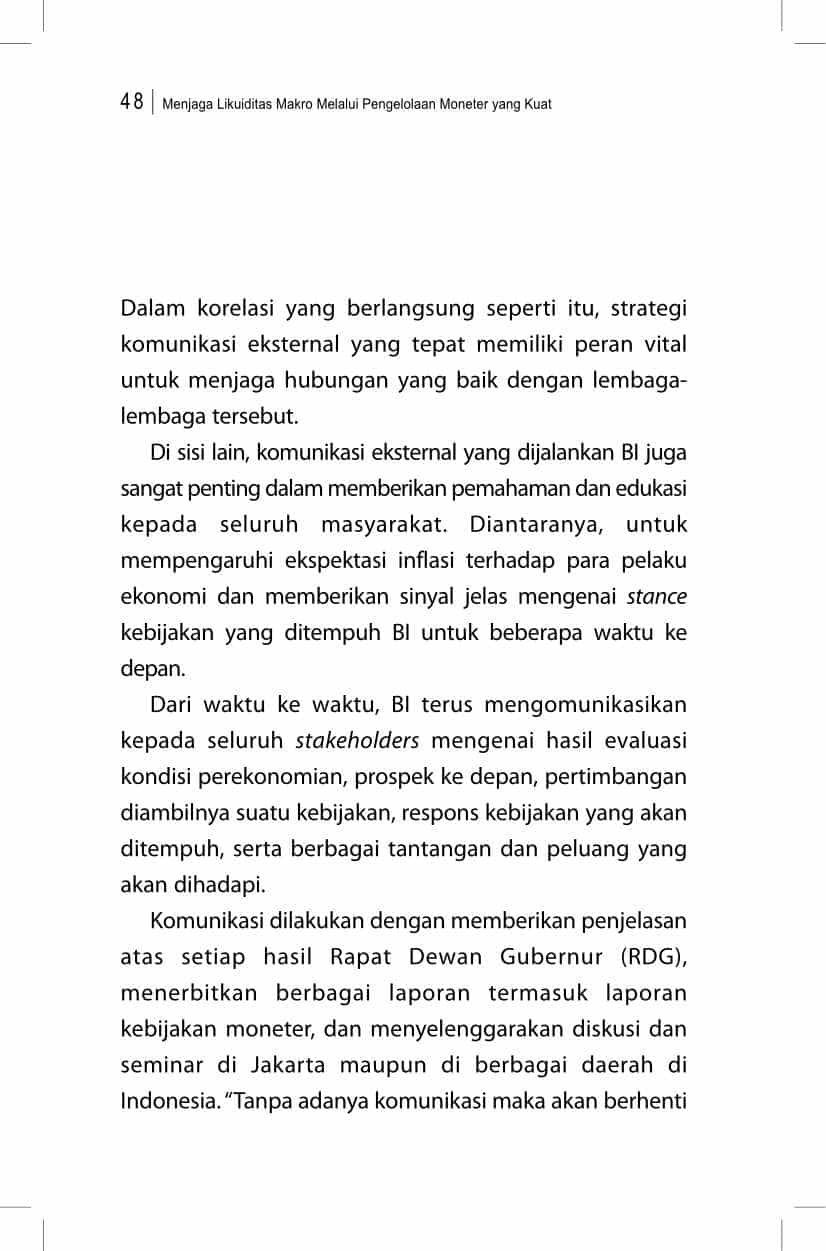 48 Menjaga Likuiditas Makro Melalui Pengelolaan Moneter yang Kuat
Dalam korelasi yang berlangsung seperti itu, strategi
komunikasi eksternal yang tepat memiliki peran vital
untuk menjaga hubungan yang baik dengan lembaga-
lembaga tersebut.
Di sisi lain, komunikasi eksternal yang dijalankan BI juga
sangat penting dalam memberikan pemahaman dan edukasi
kepada seluruh masyarakat. Diantaranya, untuk
mempengaruhi ekspektasi inflasi terhadap para pelaku
ekonomi dan memberikan sinyal jelas mengenai stance
kebijakan yang ditempuh BI untuk beberapa waktu ke
depan.
Dari waktu ke waktu, BI terus mengomunikasikan
kepada seluruh stakeholders mengenai hasil evaluasi
kondisi perekonomian, prospek ke depan, pertimbangan
diambilnya suatu kebijakan, respons kebijakan yang akan
ditempuh, serta berbagai tantangan dan peluang yang
akan dihadapi.
Komunikasi dilakukan dengan memberikan penjelasan
atas setiap hasil Rapat Dewan Gubernur (RDG),
menerbitkan berbagai laporan termasuk laporan
kebijakan moneter, dan menyelenggarakan diskusi dan
seminar di Jakarta maupun di berbagai daerah di
Indonesia. “Tanpa adanya komunikasi maka akan berhenti